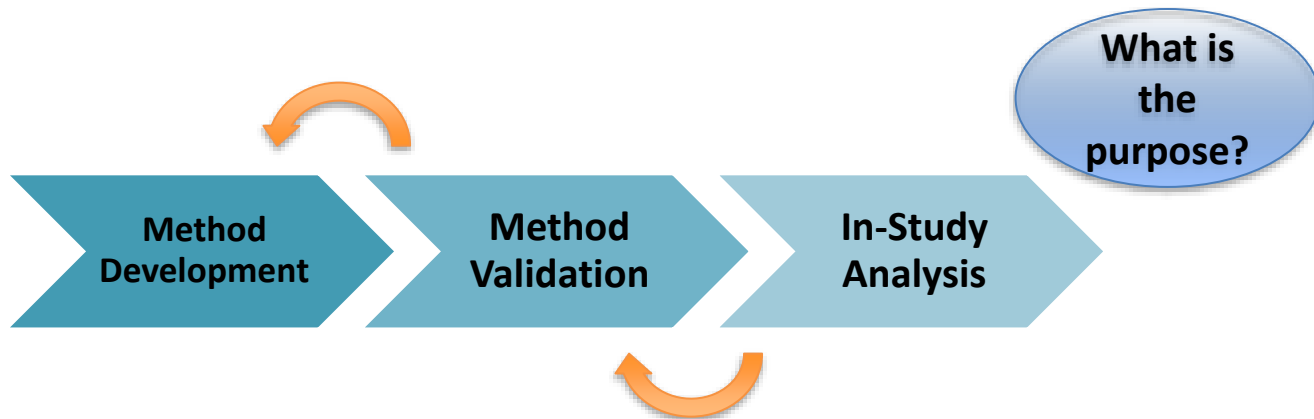 What is
the
purpose?
Method
Development
Method
Validation
In-Study
Analysis